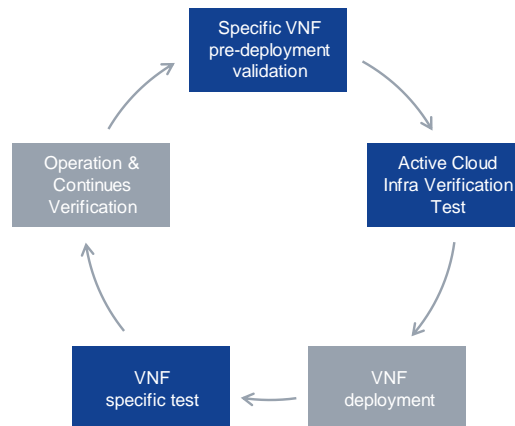 Specific VNF
pre-deployment
validation
Operation &
Continues
Verification
Active Cloud
Infra Verification
Test
VNF
specific test
VNF
deployment